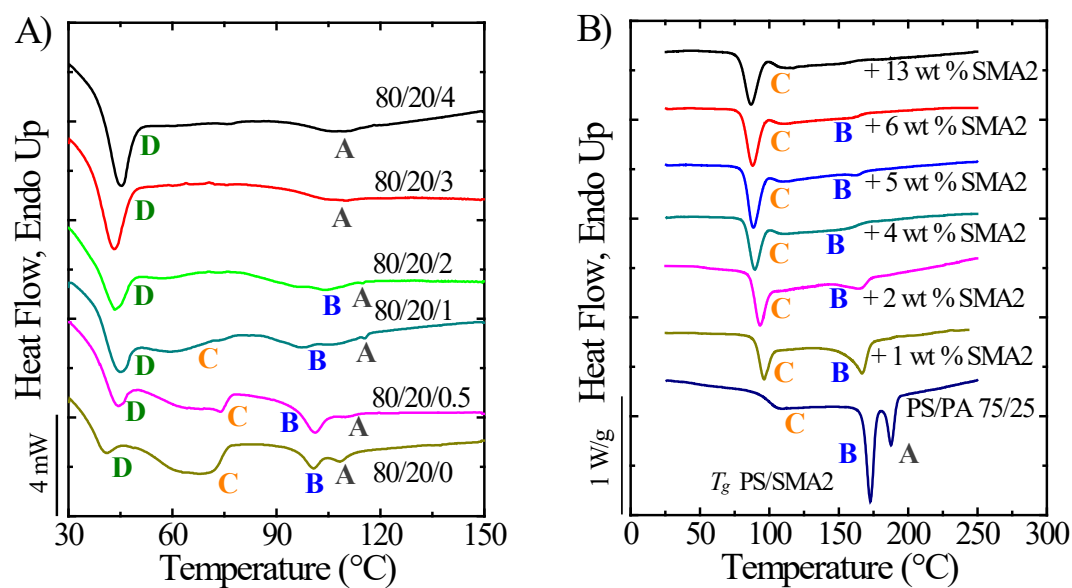 A)
Heat Flow, Endo Up
4 mW
80/20/4
D
A
80/20/3
D
A
80/20/2
D
B
A
80/20/1
D
C
B
A
80/20/0.5
D
C
B
A
80/20/0
D
C
B
A
30 60 90 120 150
Temperature (°C)
B)
Heat Flow, Endo Up
1 W/g
+ 13 wt % SMA2
C
+ 6 wt % SMA2
C
B
+ 5 wt % SMA2
C
B
+ 4 wt % SMA2
C
B
+ 2 wt % SMA2
C
B
+ 1 wt % SMA2
C
B
PS/PA 75/25
C
B
A
Tg PS/SMA2
0 50 100 150 200 250 300
Temperature (°C)